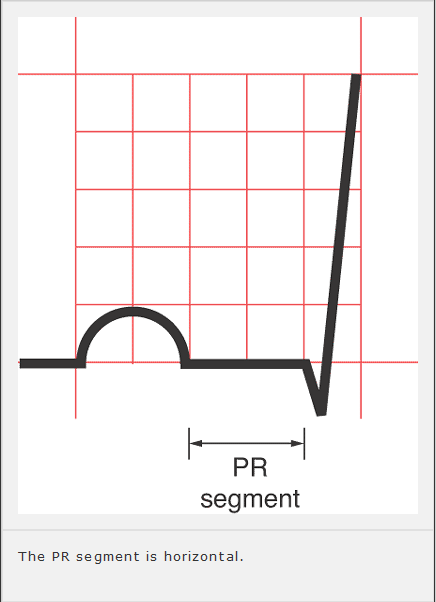 PR
segment
The PR segment is horizontal.